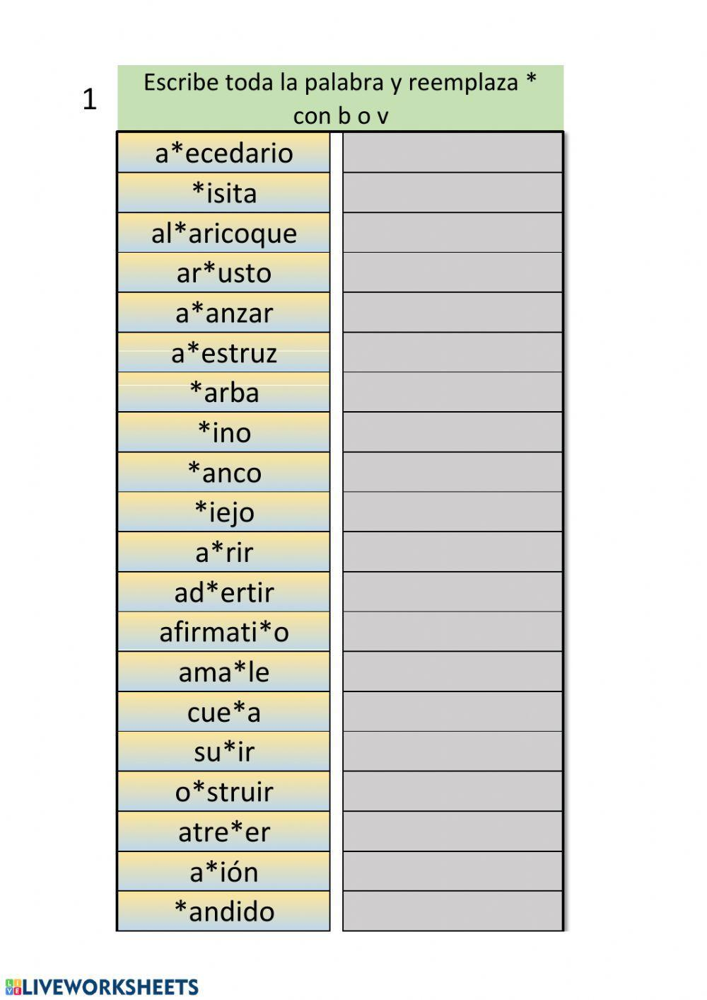 1
Escribe toda la palabra y reemplaza *
con b o v
a*ecedario
*isita
al*aricoque
ar*usto
a*anzar
a*estruz
*arba
*ino
*anco
*iejo
a*rir
ad*ertir
afirmati*o
ama*le
cue*a
su*ir
o*struir
atre*er
a*ión
*andido
LIVEWORKSHEETS